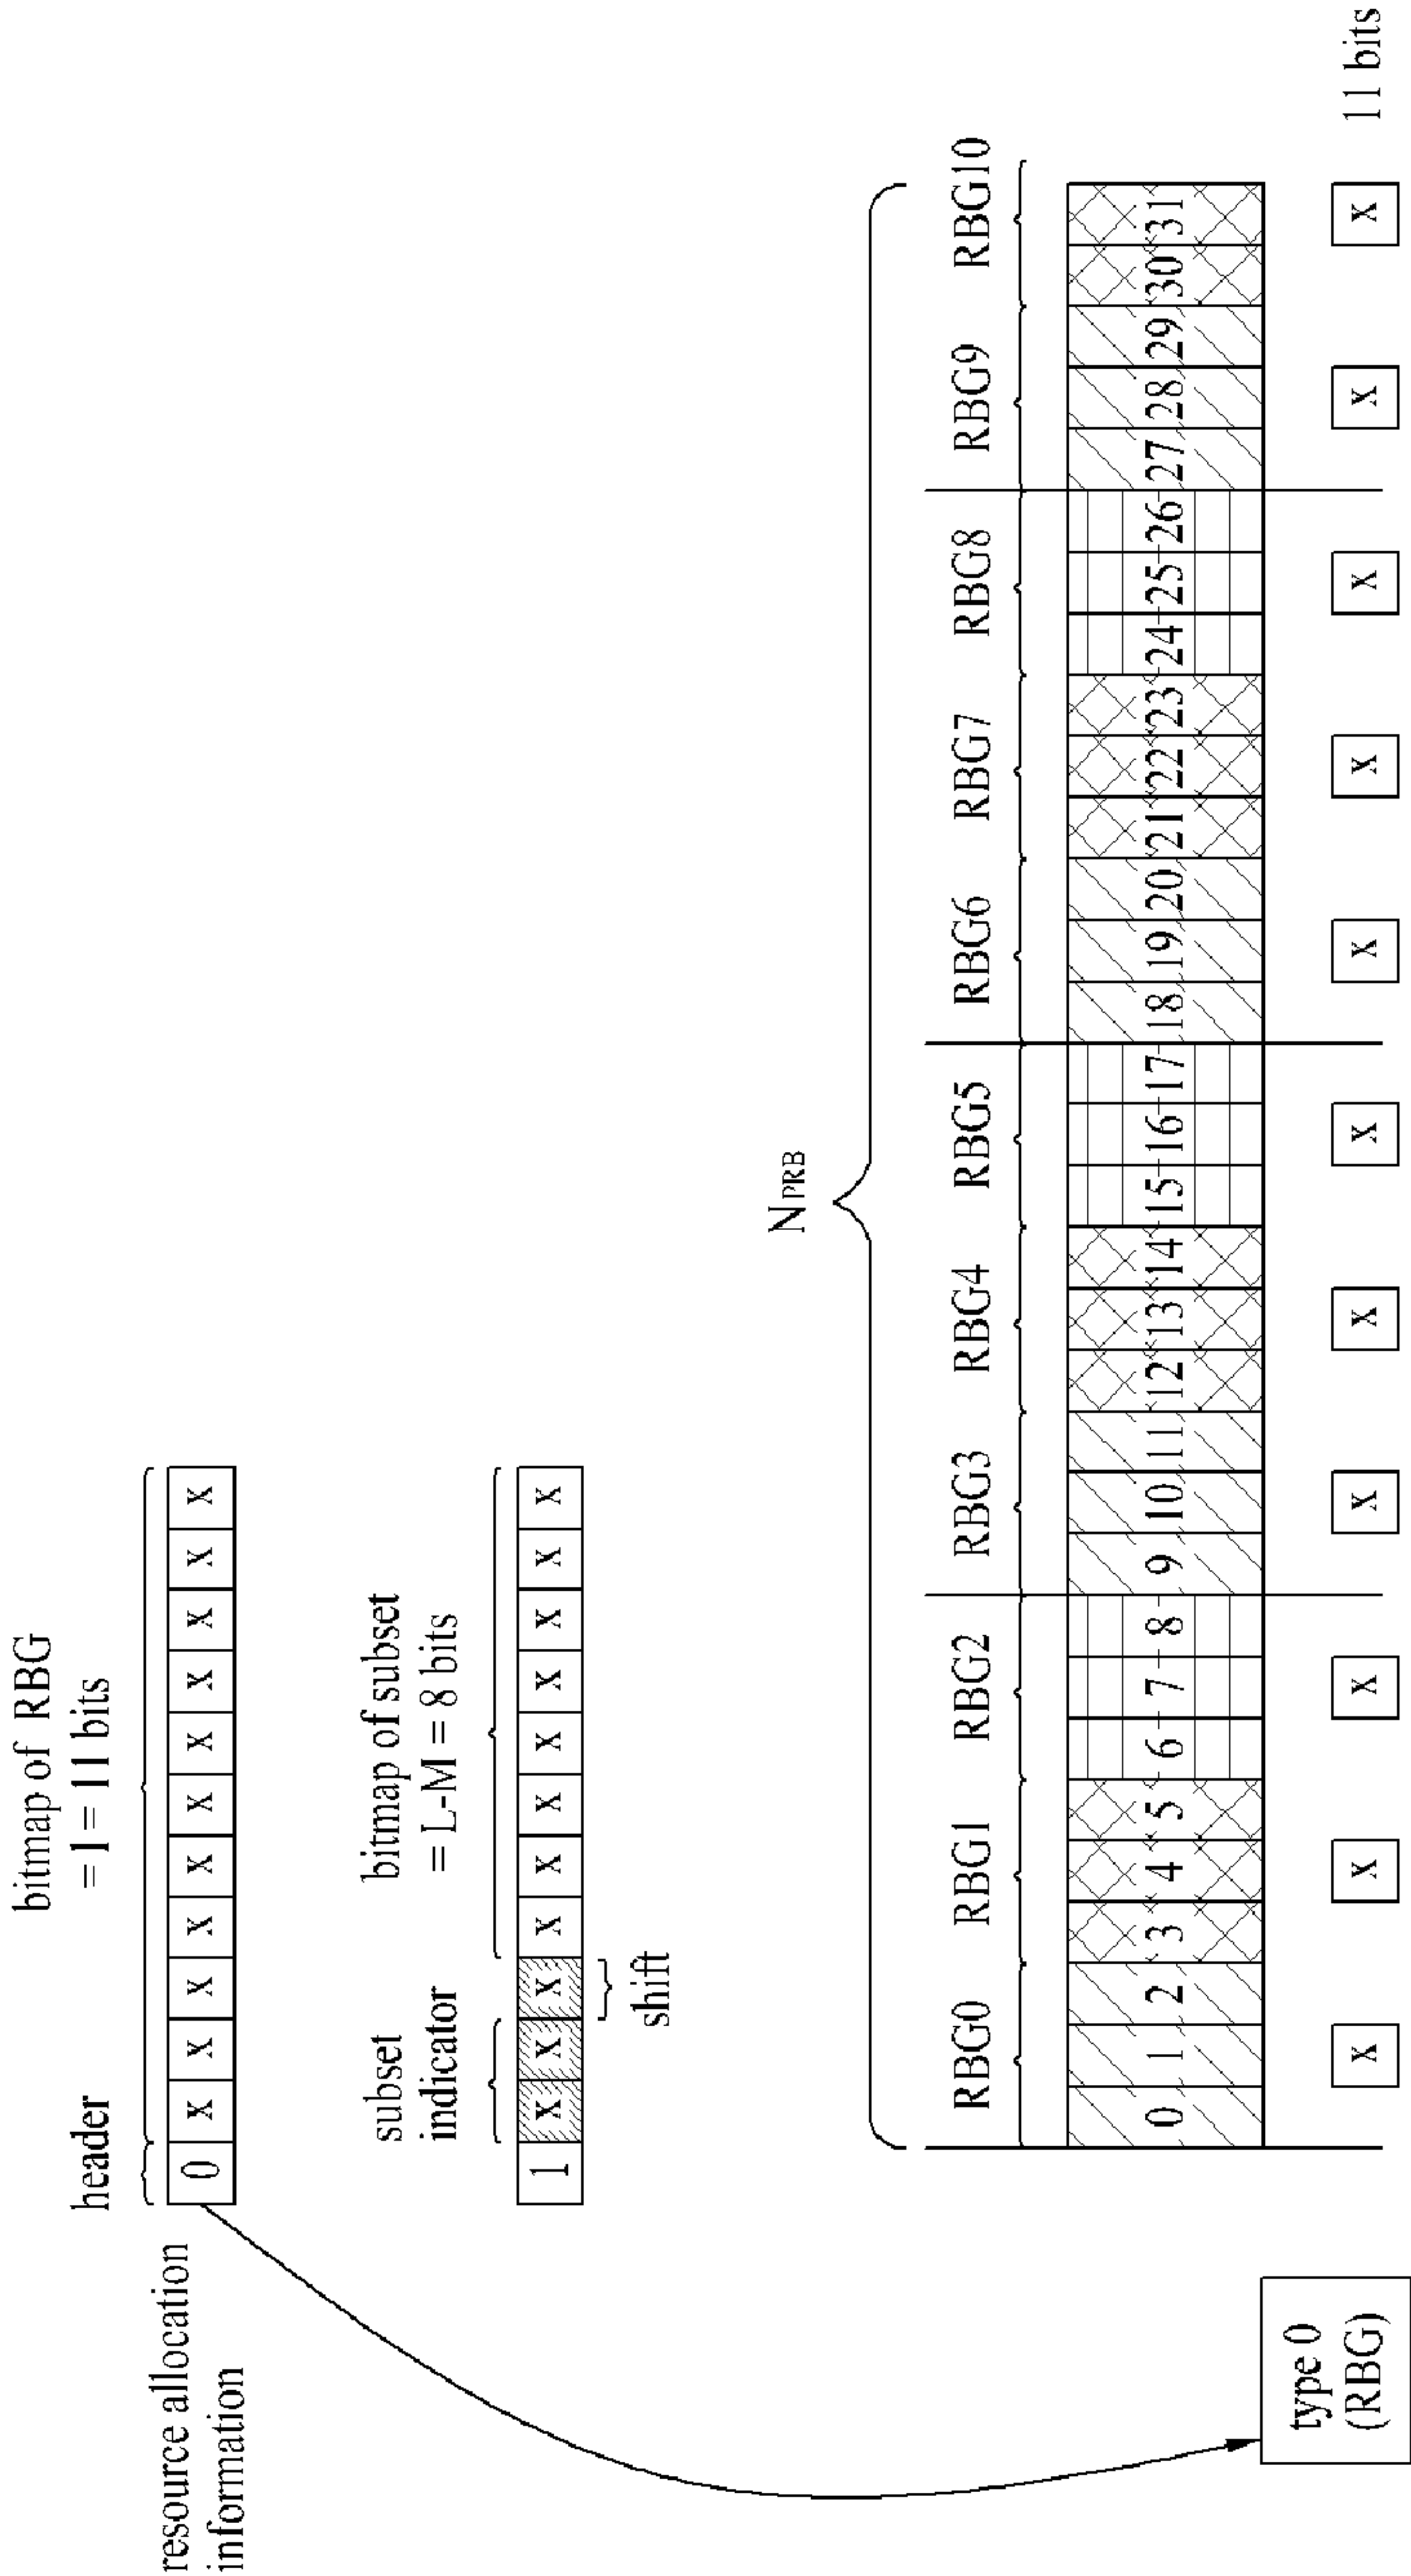 bitmap of RBG
= l = 11 bits
header
resource allocation
information
0 X X X X X X X X X X X
subset
indicator
bitmap of subset
= L-M = 8 bits
1 X X X X X X X X X X X
shift
NPRB
RBG0 RBG1 RBG2 RBG3 RBG4 RBG5 RBG6 RBG7 RBG8 RBG9 RBG10
0 1 2 3 4 5 6 7 8 9 10 11 12 13 14 15 16 17 18 19 20 21 22 23 24 25 26 27 28 29 30 31
type 0
(RBG)
X X X X X X X X X X X 11 bits